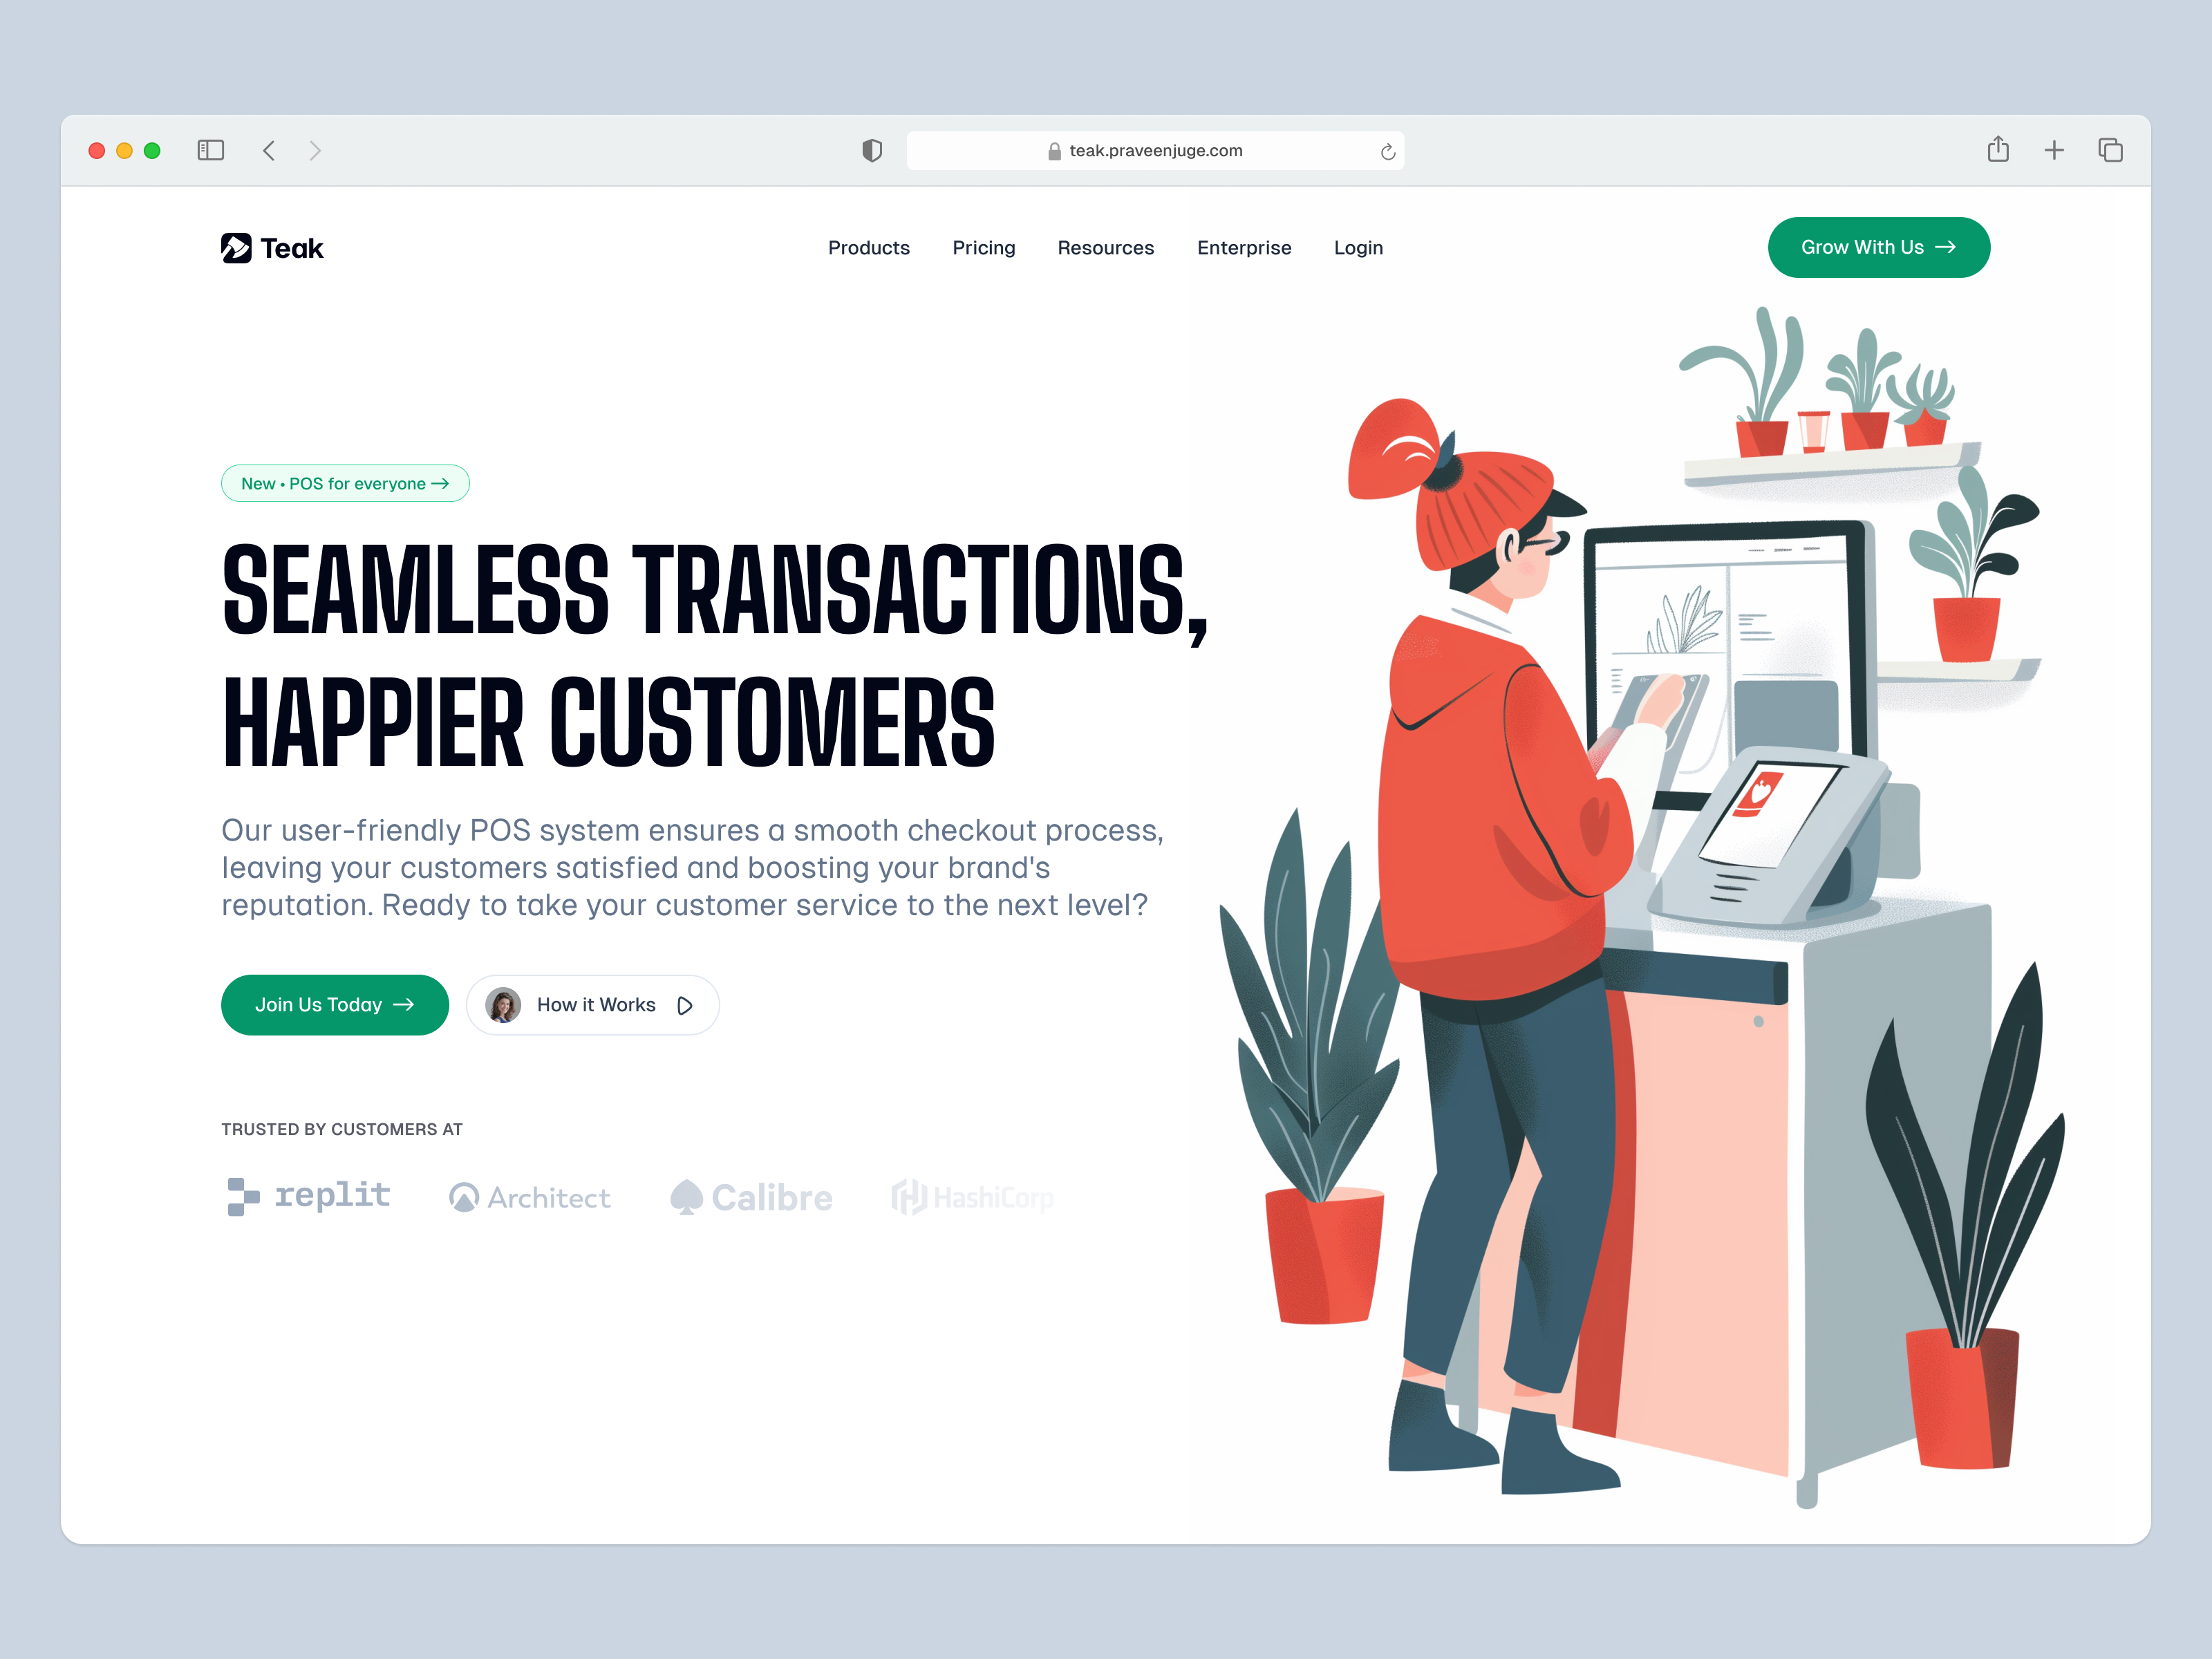 teak.praveenjuge.com
Teak
Products
Pricing
Resources
Enterprise
Login
Grow With Us →
New • POS for everyone →
SEAMLESS TRANSACTIONS,
HAPPIER CUSTOMERS
Our user-friendly POS system ensures a smooth checkout process,
leaving your customers satisfied and boosting your brand's
reputation. Ready to take your customer service to the next level?
Join Us Today →
How it Works
TRUSTED BY CUSTOMERS AT
replit
Architect
Calibre
HashiCorp